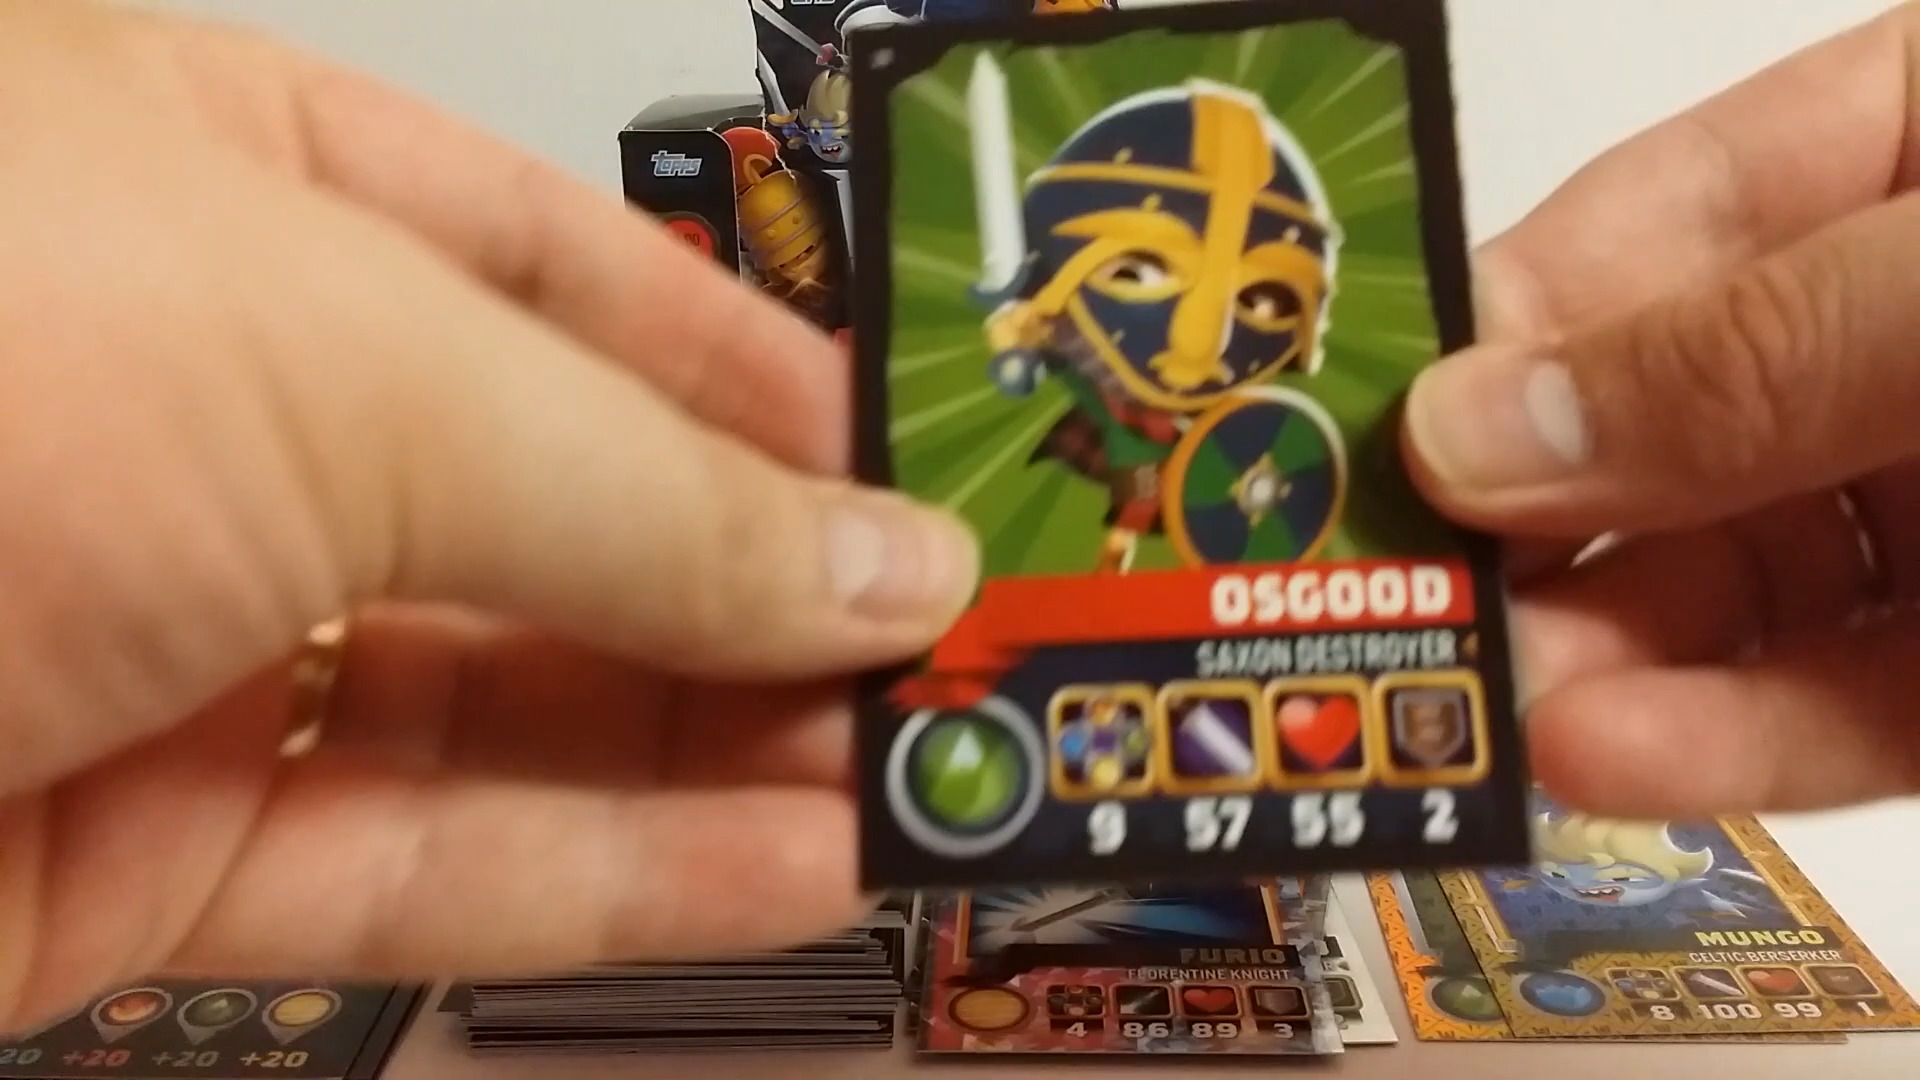 TOPPS
OSGOOD
SAXON DESTROYER
9 57 55 2
FURIO
FLORENTINE KNIGHT
4 86 89 3
MUNGO
CELTIC BERSERKER
8 100 99 1
20 +20 +20 +20